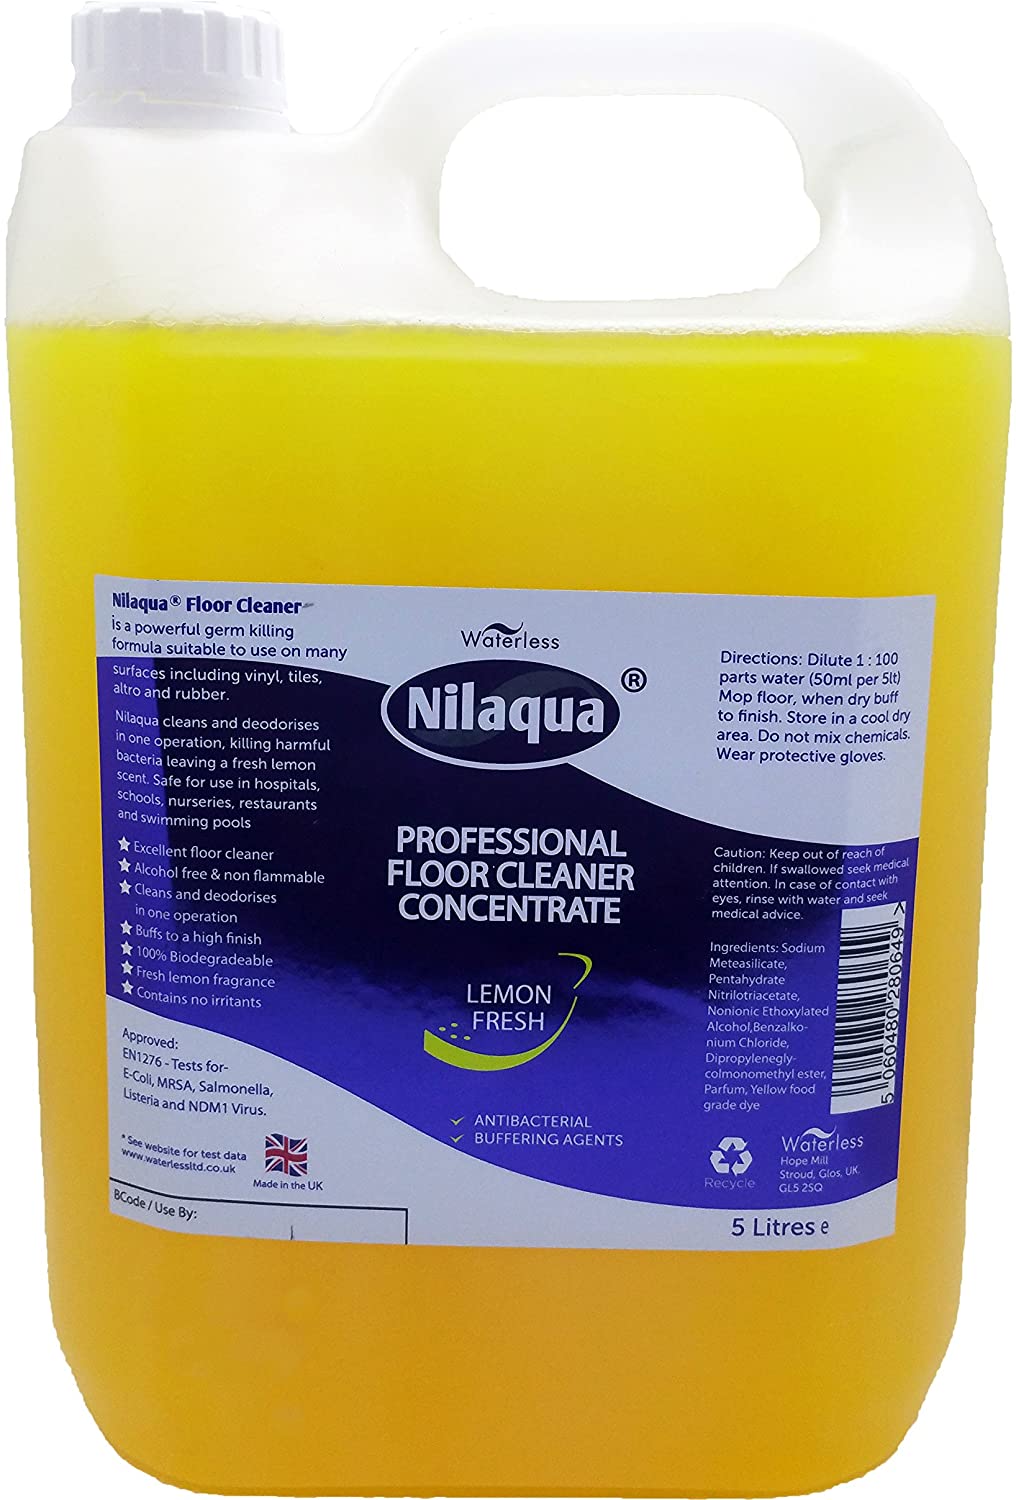 Nilaqua® Floor Cleaner
is a powerful germ killing
formula suitable to use on many
surfaces including vinyl, tiles,
altro and rubber.
Nilaqua cleans and deodorises
in one operation, killing harmful
bacteria leaving a fresh lemon
scent. Safe for use in hospitals,
schools, nurseries, restaurants
and swimming pools
Excellent floor cleaner
Alcohol free & non flammable
Cleans and deodorises
in one operation
Buffs to a high finish
100% Biodegradeable
Fresh lemon fragrance
Contains no irritants
Approved:
EN1276 - Tests for-
E-Coli, MRSA, Salmonella,
Listeria and NDM1 Virus.
* See website for test data
www.waterlessltd.co.uk
Made in the UK
BCode / Use By:
Waterless
Nilaqua®
PROFESSIONAL
FLOOR CLEANER
CONCENTRATE
LEMON
FRESH
✓ ANTIBACTERIAL
✓ BUFFERING AGENTS
Directions: Dilute 1 : 100
parts water (50ml per 5lt)
Mop floor, when dry buff
to finish. Store in a cool dry
area. Do not mix chemicals.
Wear protective gloves.
Caution: Keep out of reach of
children. If swallowed seek medical
attention. In case of contact with
eyes, rinse with water and seek
medical advice.
Ingredients: Sodium
Meteasilicate,
Pentahydrate
Nitrilotriacetate,
Nonionic Ethoxylated
Alcohol,Benzalko-
nium Chloride,
Dipropylenegly-
colmonomethyl ester,
Parfum, Yellow food
grade dye
5 060480 280649 >
Recycle
Waterless
Hope Mill
Stroud, Glos, UK.
GL5 2SQ
5 Litres e